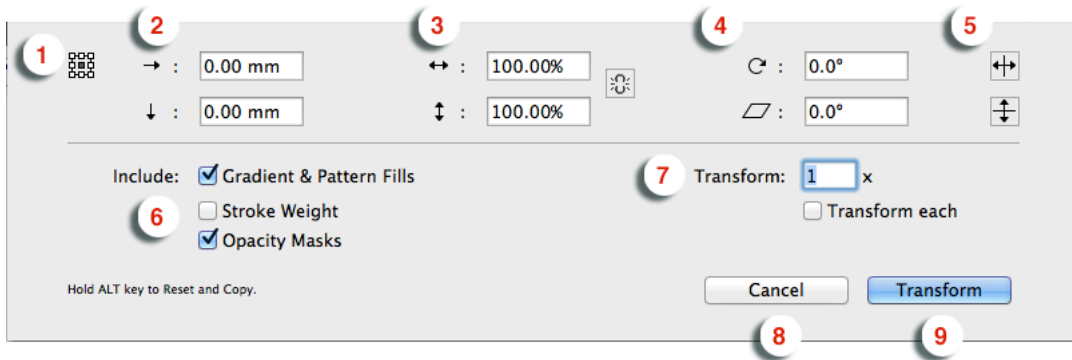 1 2 3 4 5
: 0.00 mm : 100.00% : 0.0°
: 0.00 mm : 100.00% : 0.0°
Include: Gradient & Pattern Fills 7 Transform: 1 x
6 Stroke Weight Transform each
Opacity Masks
Hold ALT key to Reset and Copy. Cancel Transform
8 9